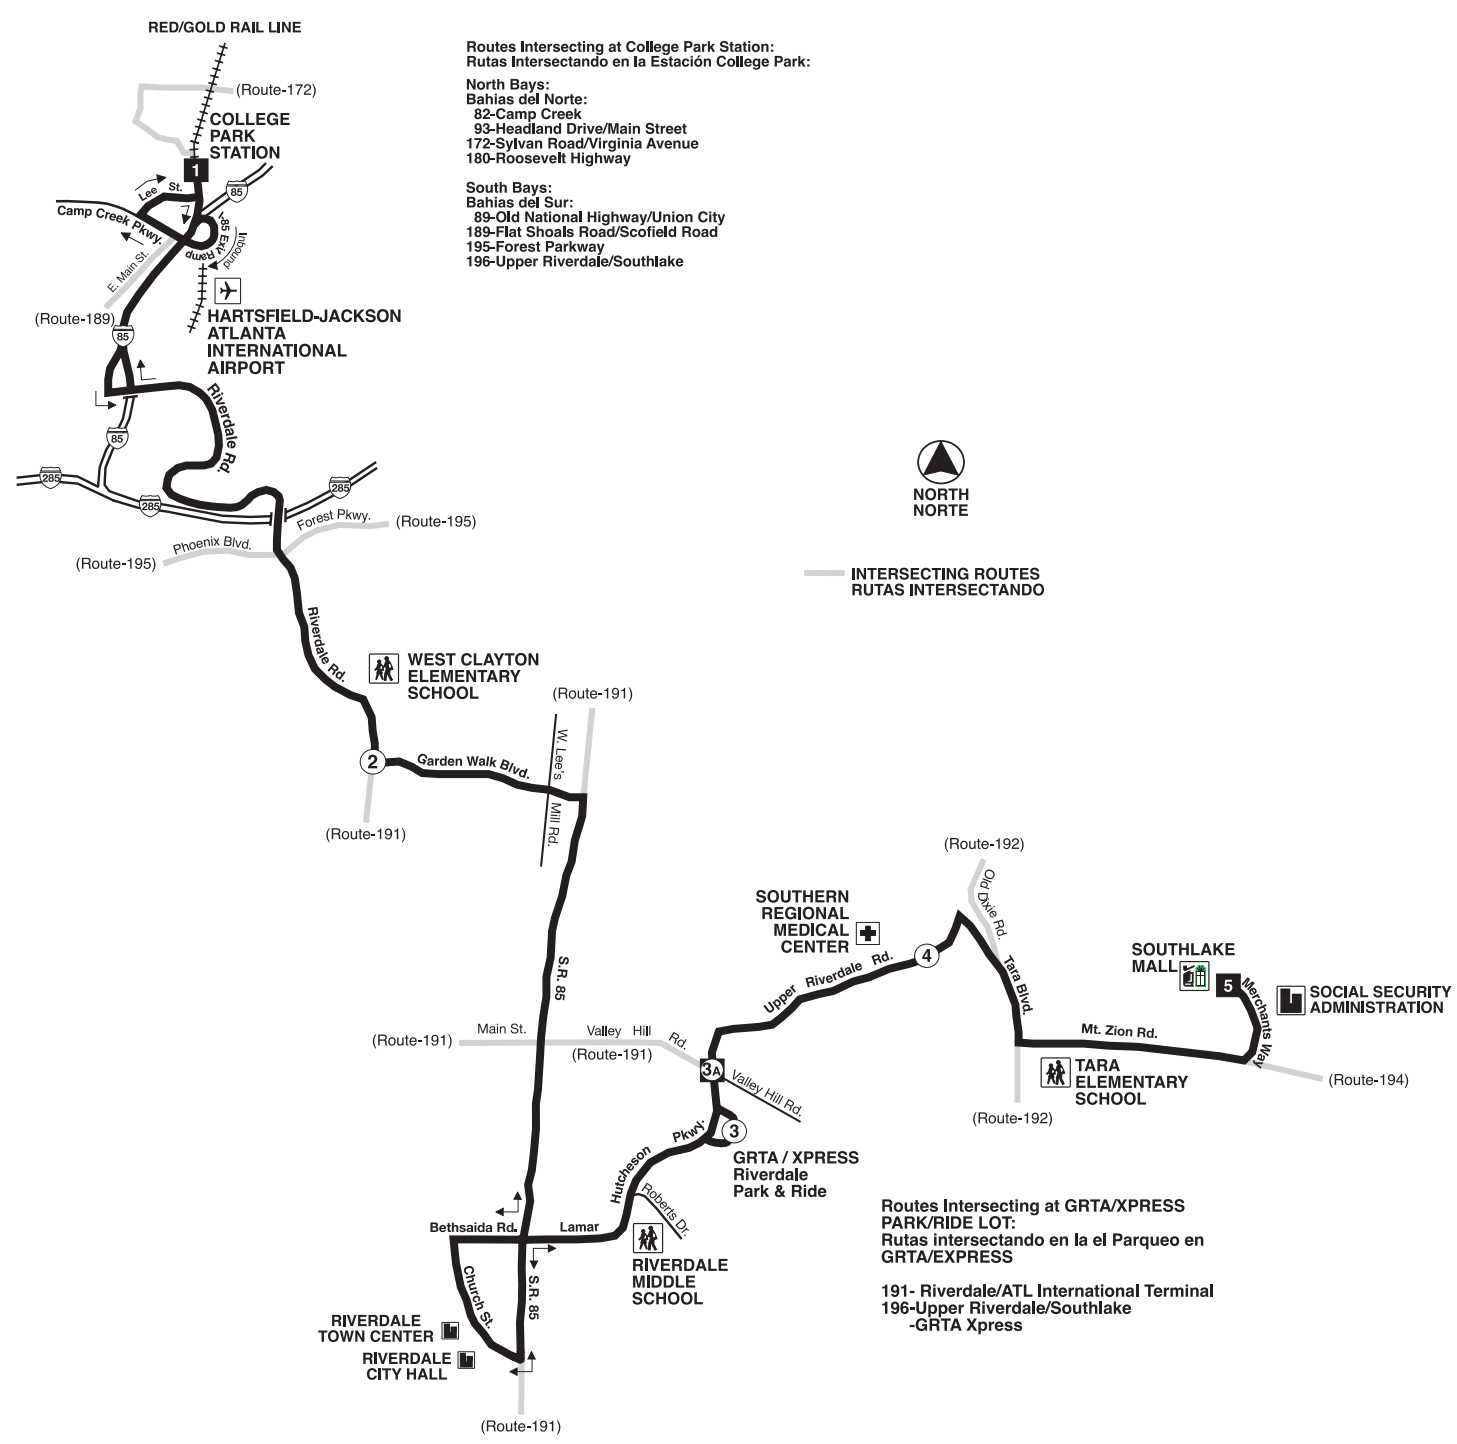 RED/GOLD RAIL LINE
(Route-172)
COLLEGE
PARK
STATION
1
Lee St.
85
Camp Creek Pkwy.
I-85 Exit Ramp
Inbound
E. Main St.
(Route-189)
HARTSFIELD-JACKSON
ATLANTA
INTERNATIONAL
AIRPORT
85
Riverdale Rd.
85
285
285
285
Routes Intersecting at College Park Station:
Rutas Intersectando en la Estación College Park:
North Bays:
Bahias del Norte:
82-Camp Creek
93-Headland Drive/Main Street
172-Sylvan Road/Virginia Avenue
180-Roosevelt Highway
South Bays:
Bahias del Sur:
89-Old National Highway/Union City
189-Flat Shoals Road/Scofield Road
195-Forest Parkway
196-Upper Riverdale/Southlake
NORTH
NORTE
INTERSECTING ROUTES
RUTAS INTERSECTANDO
Forest Pkwy.
(Route-195)
Phoenix Blvd.
(Route-195)
Riverdale Rd.
WEST CLAYTON
ELEMENTARY
SCHOOL
(Route-191)
2
Garden Walk Blvd.
W. Lee's
Mill Rd.
(Route-191)
S.R. 85
(Route-191)
Main St.
Valley Hill
Rd.
(Route-191)
3A
Valley Hill Rd.
SOUTHERN
REGIONAL
MEDICAL
CENTER
Upper Riverdale Rd.
4
(Route-192)
Old Dixie Rd.
Tara Blvd.
SOUTHLAKE
MALL
5
Merchants Way
SOCIAL SECURITY
ADMINISTRATION
Mt. Zion Rd.
(Route-194)
TARA
ELEMENTARY
SCHOOL
(Route-192)
3
GRTA / XPRESS
Riverdale
Park & Ride
Hutcheson Pkwy.
Roberts Dr.
Bethsaida Rd.
Lamar
RIVERDALE
MIDDLE
SCHOOL
Church St.
S.R. 85
RIVERDALE
TOWN CENTER
RIVERDALE
CITY HALL
(Route-191)
Routes Intersecting at GRTA/XPRESS
PARK/RIDE LOT:
Rutas intersectando en la el Parqueo en
GRTA/EXPRESS
191- Riverdale/ATL International Terminal
196-Upper Riverdale/Southlake
-GRTA Xpress